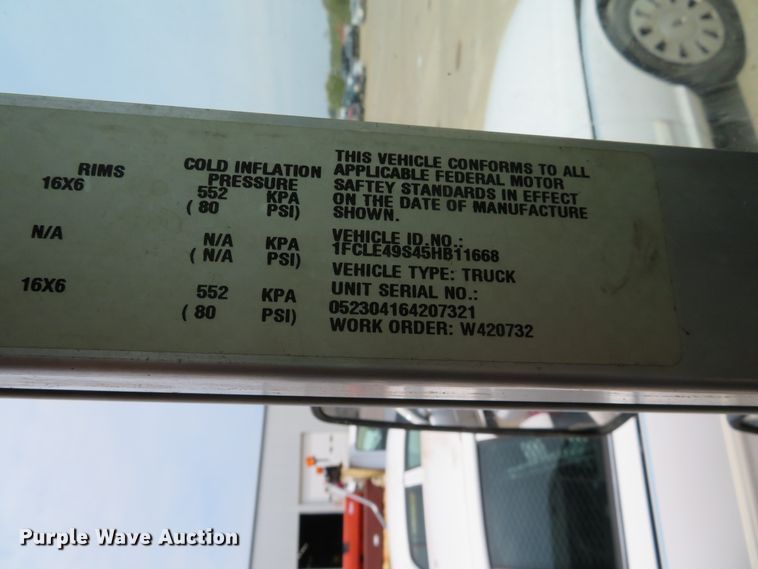 RIMS
16X6
N/A
16X6
COLD INFLATION
PRESSURE
552 KPA
( 80 PSI)
N/A KPA
( N/A PSI)
552 KPA
( 80 PSI)
THIS VEHICLE CONFORMS TO ALL
APPLICABLE FEDERAL MOTOR
SAFTEY STANDARDS IN EFFECT
ON THE DATE OF MANUFACTURE
SHOWN.
VEHICLE ID.NO.:
1FCLE49S45HB11668
VEHICLE TYPE: TRUCK
UNIT SERIAL NO.:
052304164207321
WORK ORDER: W420732
Purple Wave Auction